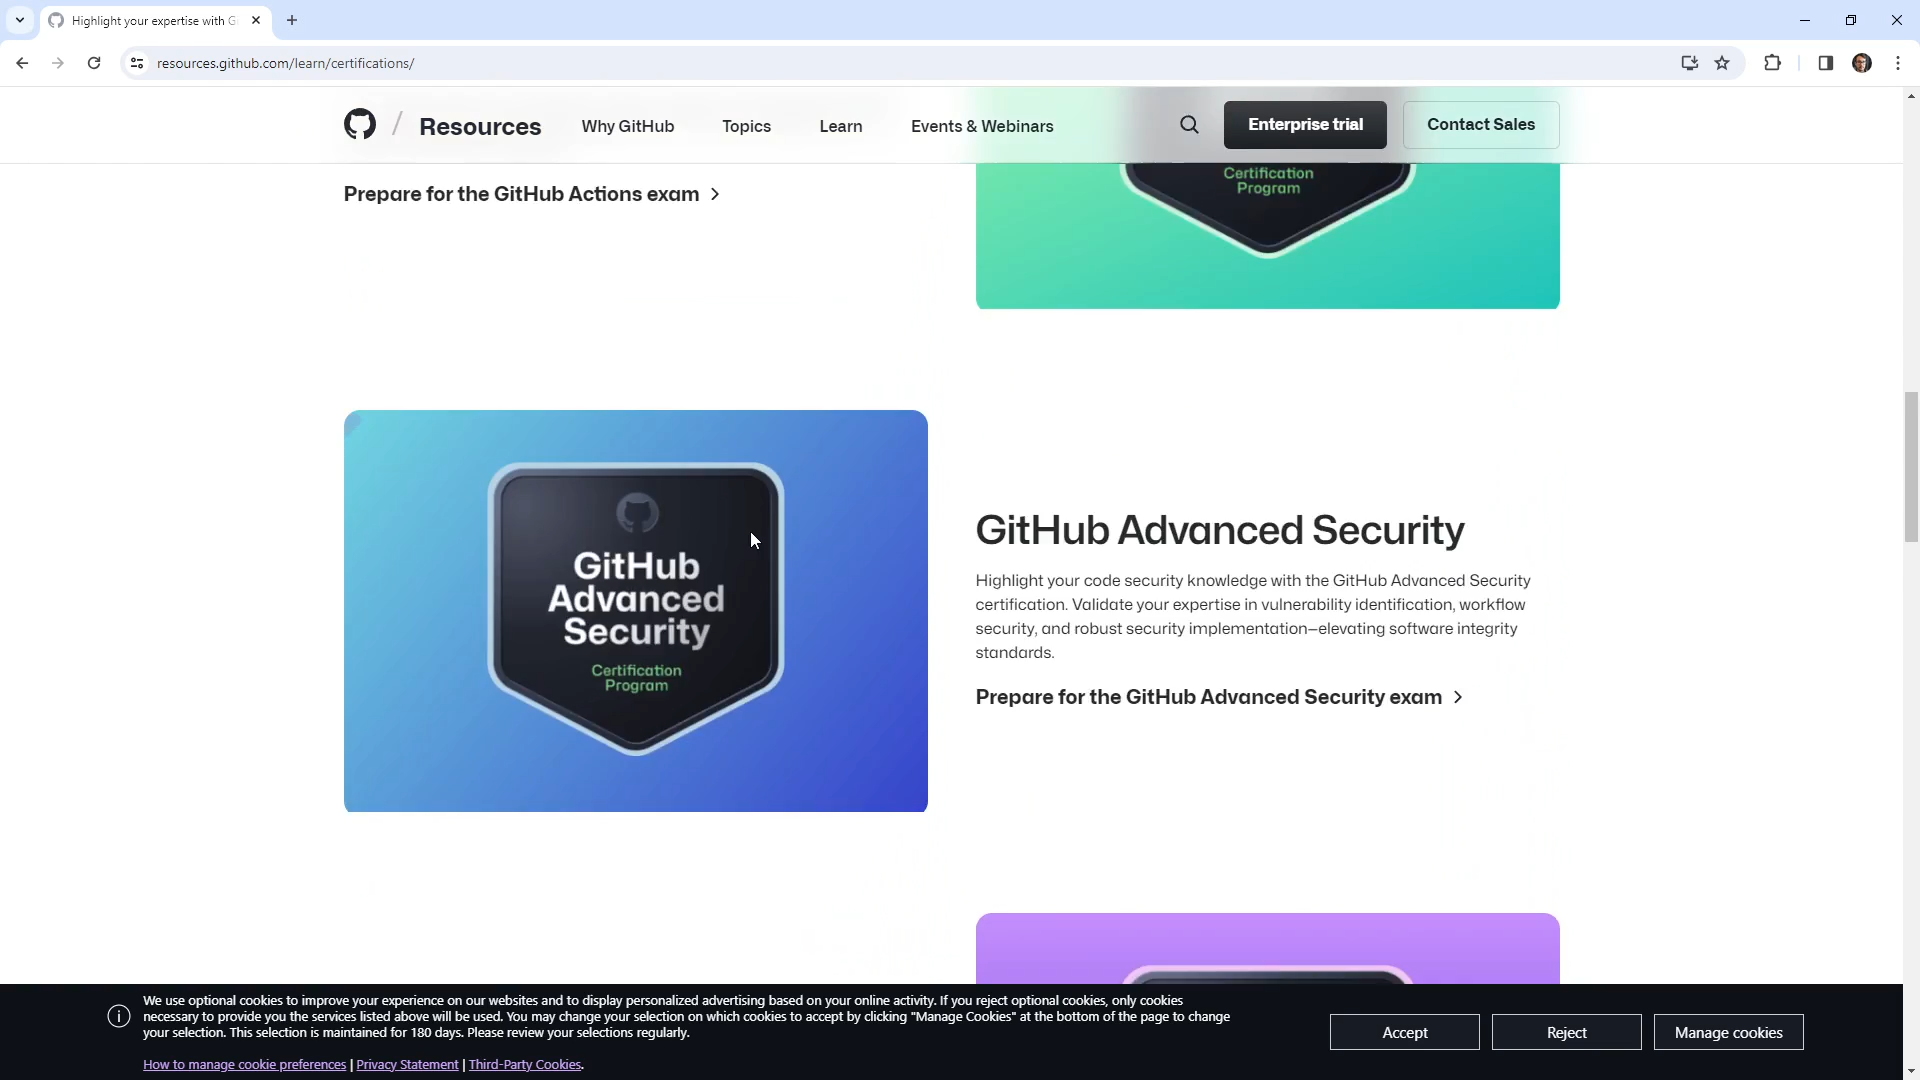 Highlight your expertise with G
resources.github.com/learn/certifications/
/ Resources
Why GitHub
Topics
Learn
Events & Webinars
Enterprise trial
Contact Sales
Certification
Program
Prepare for the GitHub Actions exam
GitHub
Advanced
Security
Certification
Program
GitHub Advanced Security
Highlight your code security knowledge with the GitHub Advanced Security
certification. Validate your expertise in vulnerability identification, workflow
security, and robust security implementation—elevating software integrity
standards.
Prepare for the GitHub Advanced Security exam
We use optional cookies to improve your experience on our websites and to display personalized advertising based on your online activity. If you reject optional cookies, only cookies
necessary to provide you the services listed above will be used. You may change your selection on which cookies to accept by clicking "Manage Cookies" at the bottom of the page to change
your selection. This selection is maintained for 180 days. Please review your selections regularly.
How to manage cookie preferences | Privacy Statement | Third-Party Cookies.
Accept
Reject
Manage cookies